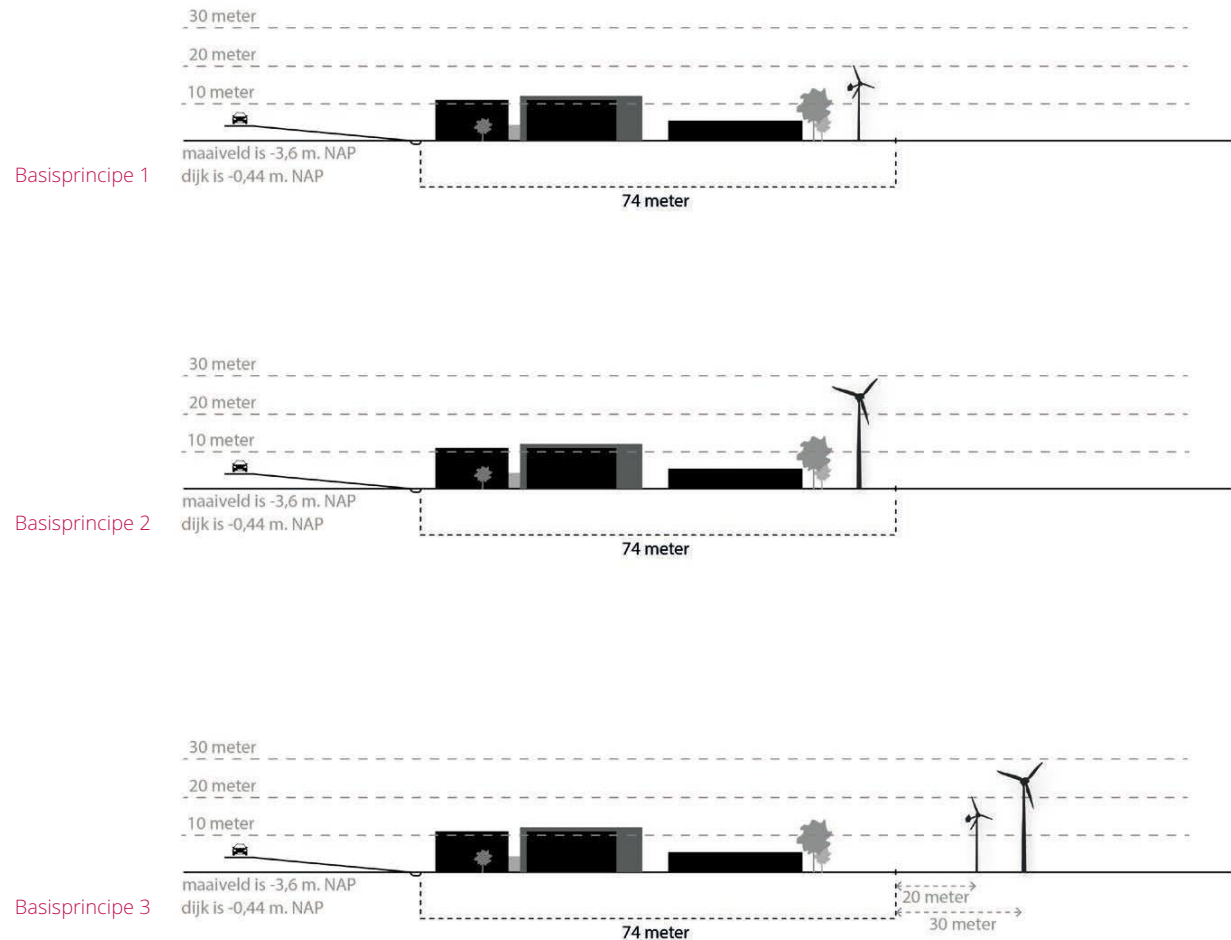 30 meter
20 meter
10 meter
maaiveld is -3,6 m. NAP
Basisprincipe 1
dijk is -0,44 m. NAP
74 meter
30 meter
20 meter
10 meter
maaiveld is -3,6 m. NAP
Basisprincipe 2
dijk is -0,44 m. NAP
74 meter
30 meter
20 meter
10 meter
maaiveld is -3,6 m. NAP
20 meter
Basisprincipe 3
dijk is -0,44 m. NAP
30 meter
74 meter